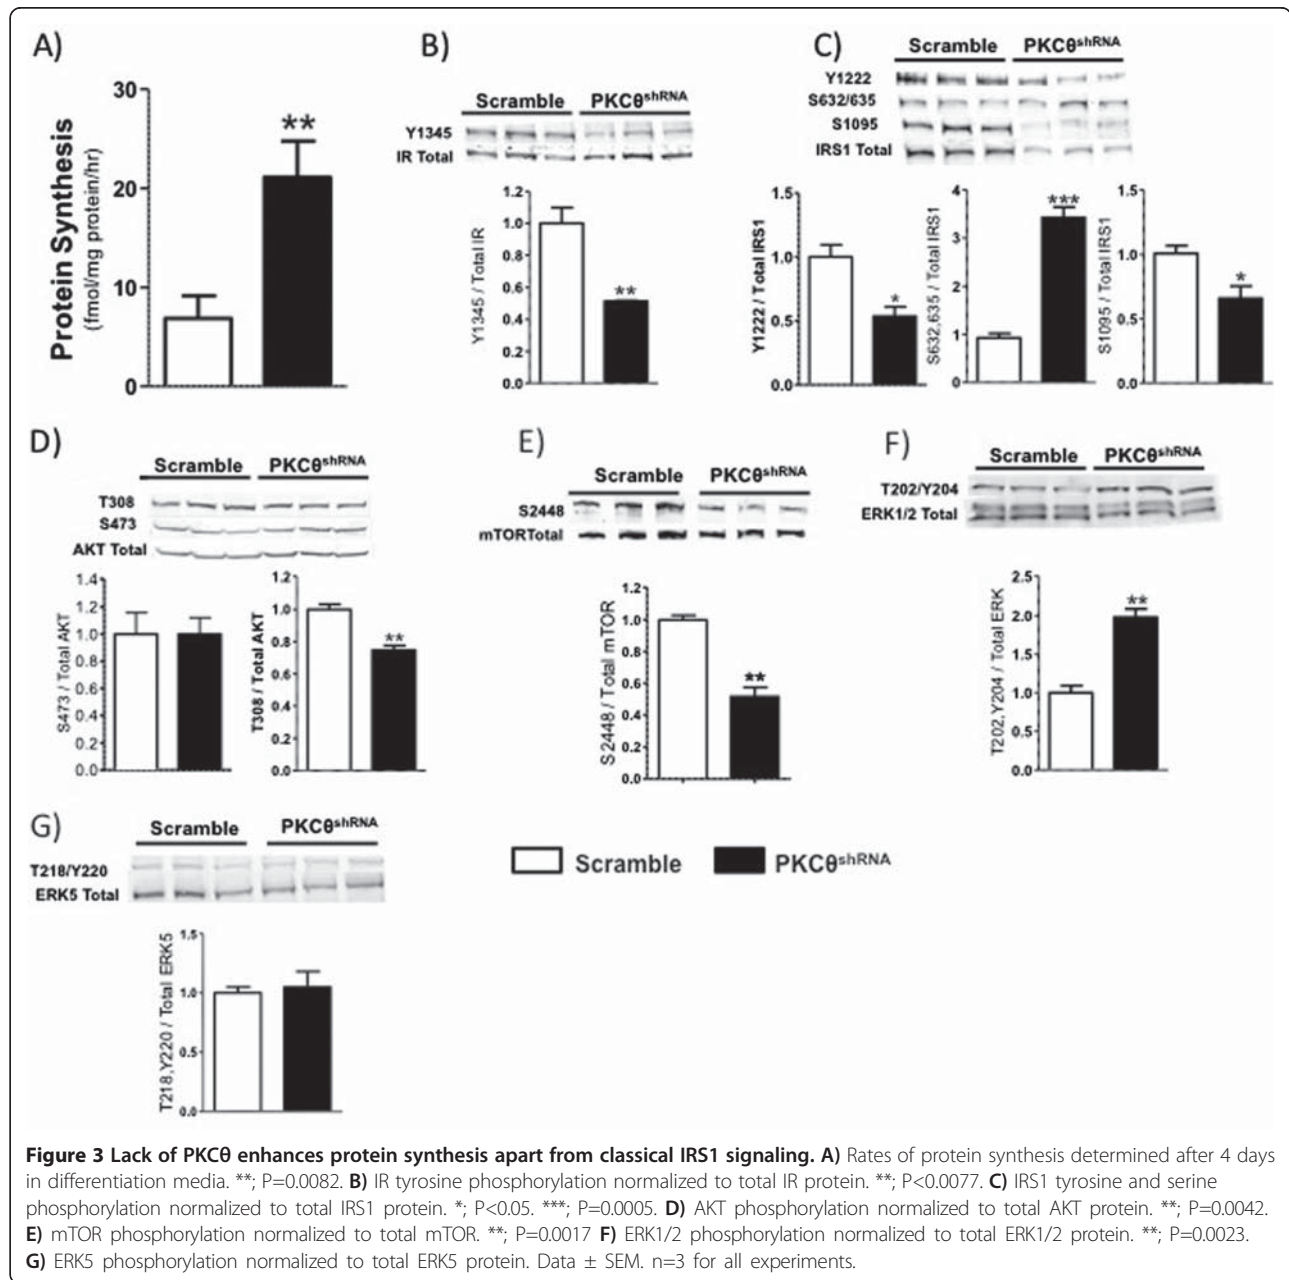 A)
Protein Synthesis
(fmol/mg protein/hr)
30
20
10
0
**
B)
Scramble PKCθshRNA
Y1345
IR Total
Y1345 / Total IR
1.2
1.0
0.8
0.6
0.4
0.2
0.0
**
C)
Scramble PKCθshRNA
Y1222
S632/635
S1095
IRS1 Total
Y1222 / Total IRS1
1.5
1.0
0.5
0.0
*
S632,635 / Total IRS1
4
3
2
1
0
***
S1095 / Total IRS1
1.5
1.0
0.5
0.0
*
D)
Scramble PKCθshRNA
T308
S473
AKT Total
S473 / Total AKT
1.4
1.2
1.0
0.8
0.6
0.4
0.2
0.0
T308 / Total AKT
1.2
1.0
0.8
0.6
0.4
0.2
0.0
**
E)
Scramble PKCθshRNA
S2448
mTORTotal
S2448 / Total mTOR
1.2
1.0
0.8
0.6
0.4
0.2
0.0
**
F)
Scramble PKCθshRNA
T202/Y204
ERK1/2 Total
T202,Y204 / Total ERK
2.5
2.0
1.5
1.0
0.5
0.0
**
G)
Scramble PKCθshRNA
T218/Y220
ERK5 Total
T218,Y220 / Total ERK5
1.5
1.0
0.5
0.0
Scramble PKCθshRNA
Figure 3 Lack of PKCθ enhances protein synthesis apart from classical IRS1 signaling. A) Rates of protein synthesis determined after 4 days
in differentiation media. **; P=0.0082. B) IR tyrosine phosphorylation normalized to total IR protein. **; P<0.0077. C) IRS1 tyrosine and serine
phosphorylation normalized to total IRS1 protein. *; P<0.05. ***; P=0.0005. D) AKT phosphorylation normalized to total AKT protein. **; P=0.0042.
E) mTOR phosphorylation normalized to total mTOR. **; P=0.0017 F) ERK1/2 phosphorylation normalized to total ERK1/2 protein. **; P=0.0023.
G) ERK5 phosphorylation normalized to total ERK5 protein. Data ± SEM. n=3 for all experiments.